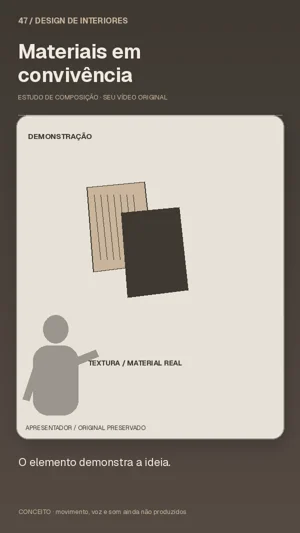 47 / DESIGN DE INTERIORES
Materiais em
convivência
ESTUDO DE COMPOSIÇÃO · SEU VÍDEO ORIGINAL
DEMONSTRAÇÃO
TEXTURA / MATERIAL REAL
APRESENTADOR / ORIGINAL PRESERVADO
O elemento demonstra a ideia.
CONCEITO · movimento, voz e som ainda não produzidos